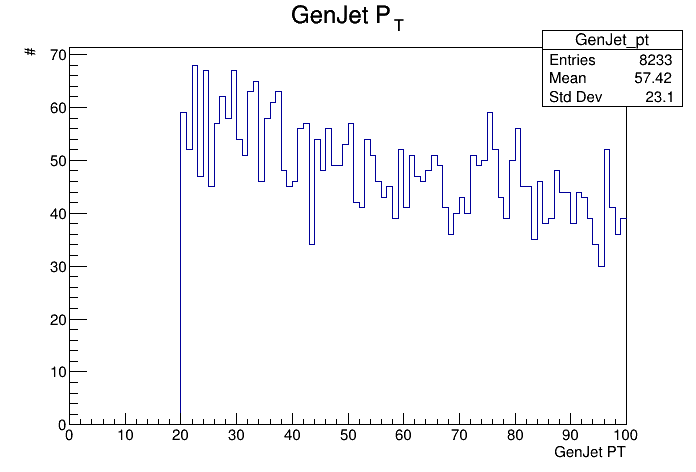 GenJet P_T
GenJet_pt
Entries 8233
Mean 57.42
Std Dev 23.1
#
70
60
50
40
30
20
10
0
0 10 20 30 40 50 60 70 80 90 100
GenJet PT